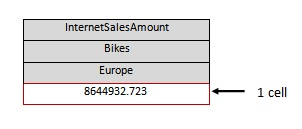 InternetSalesAmount
Bikes
Europe
8644932.723
1 cell